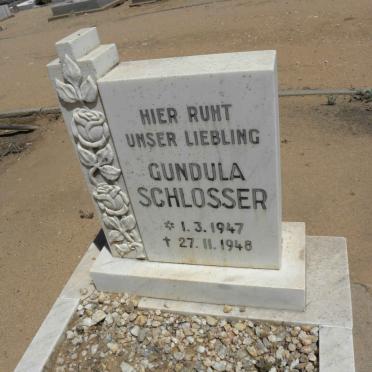 HIER RUHT
UNSER LIEBLING
GUNDULA
SCHLOSSER
* 1.3.1947
† 27.11.1948